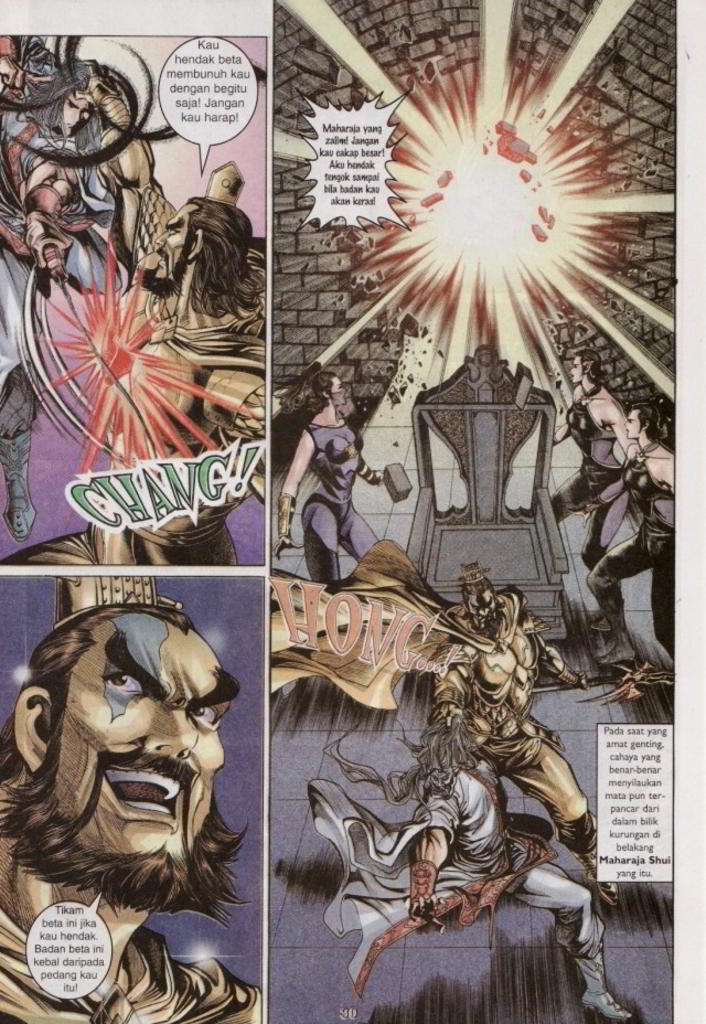 Kau
hendak beta
membunuh kau
dengan begitu
saja! Jangan
kau harap!
CHANG!
Tikam
beta ini jika
kau hendak.
Badan beta ini
kebal daripada
pedang kau
itu!
Maharaja yang
zalim! Jangan
kau cakap besar!
Aku hendak
tengok sampai
bila badan kau
akan keras!
HONG...!
Pada saat yang
amat genting,
cahaya yang
benar-benar
menyilaukan
mata pun ter-
pancar dari
dalam bilik
kurungan di
belakang
Maharaja Shui
yang itu.
30